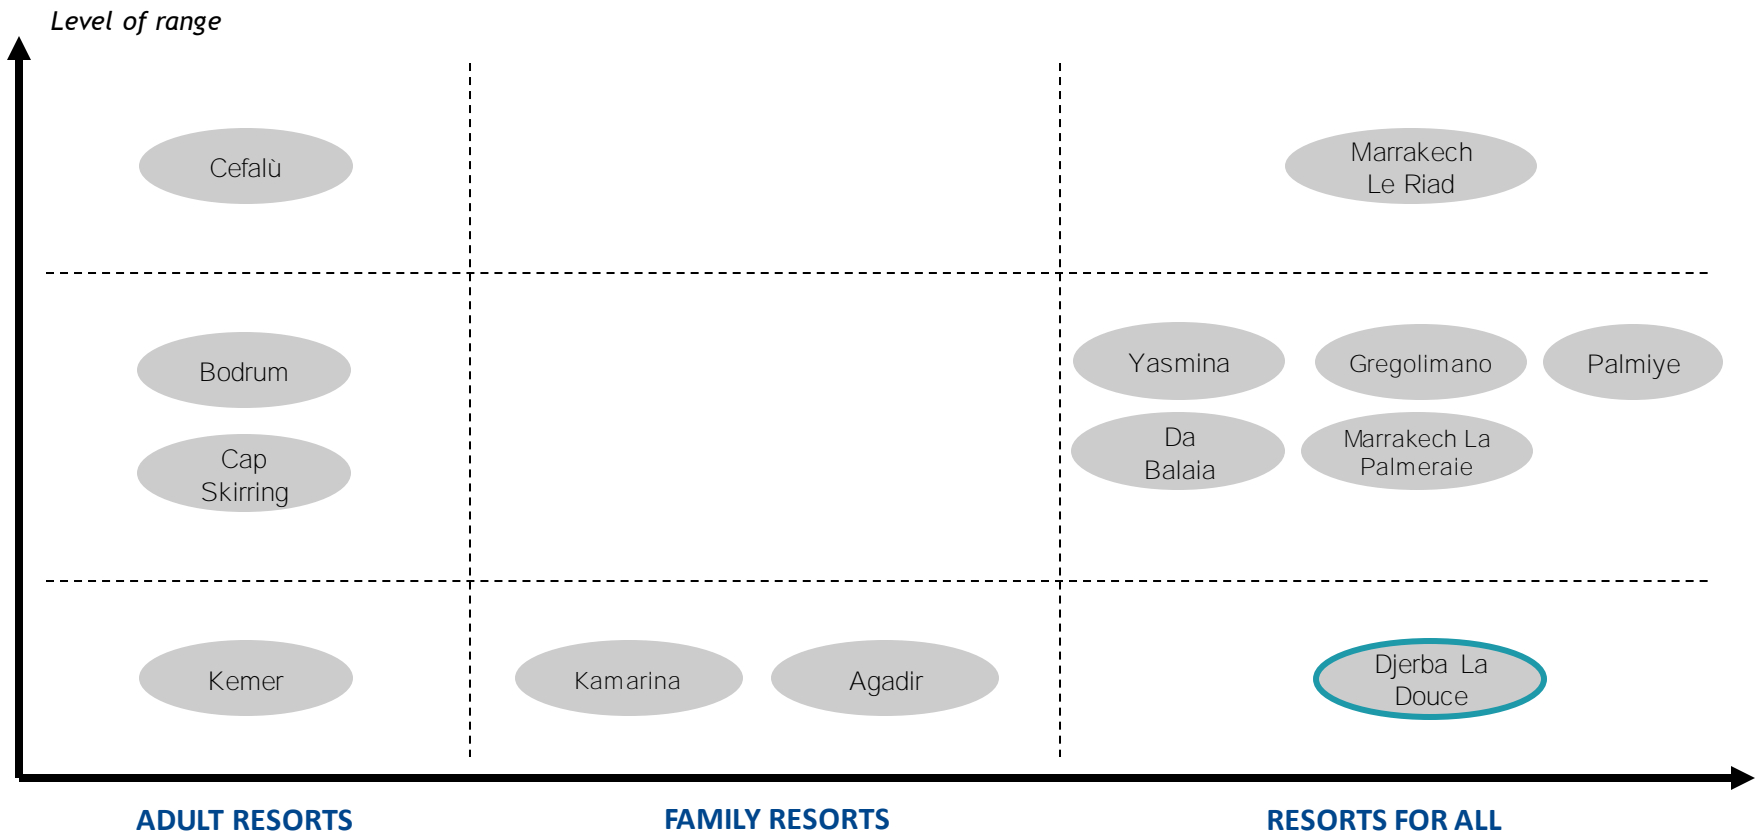 Level of range
Cefalù
Marrakech
Le Riad
Bodrum
Yasmina
Gregolimano
Palmiye
Cap
Skirring
Da
Balaia
Marrakech La
Palmeraie
Kemer
Kamarina
Agadir
Djerba La
Douce
ADULT RESORTS
FAMILY RESORTS
RESORTS FOR ALL